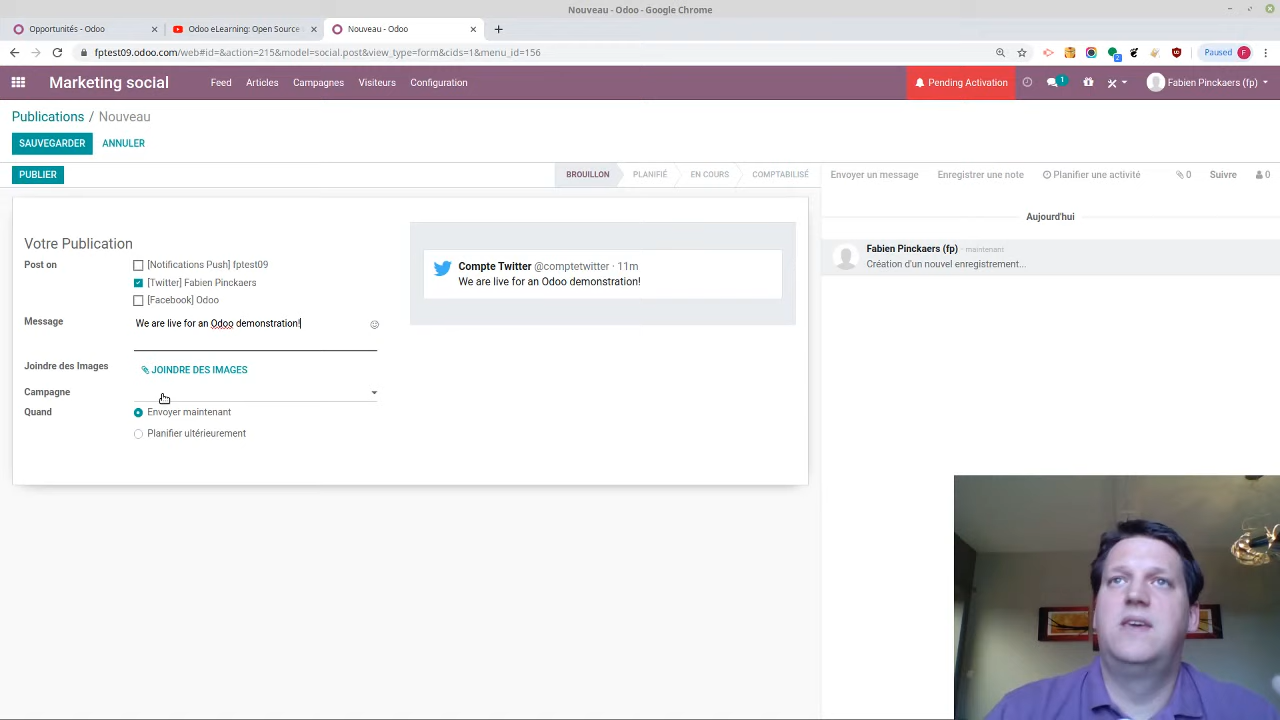 Nouveau - Odoo - Google Chrome
Opportunités - Odoo
Odoo eLearning: Open Source
Nouveau - Odoo
fptest09.odoo.com/web#id=&action=215&model=social.post&view_type=form&cids=1&menu_id=156
Paused
F
2
Marketing social
Feed
Articles
Campagnes
Visiteurs
Configuration
Pending Activation
1
Fabien Pinckaers (fp)
Publications / Nouveau
SAUVEGARDER
ANNULER
PUBLIER
BROUILLON
PLANIFIÉ
EN COURS
COMPTABILISÉ
Envoyer un message
Enregistrer une note
Planifier une activité
0
Suivre
0
Aujourd'hui
Fabien Pinckaers (fp) - maintenant
Création d'un nouvel enregistrement...
Votre Publication
Post on
[Notifications Push] fptest09
[Twitter] Fabien Pinckaers
[Facebook] Odoo
Message
We are live for an Odoo demonstration!
Joindre des Images
JOINDRE DES IMAGES
Campagne
Quand
Envoyer maintenant
Planifier ultérieurement
Compte Twitter @comptetwitter · 11m
We are live for an Odoo demonstration!